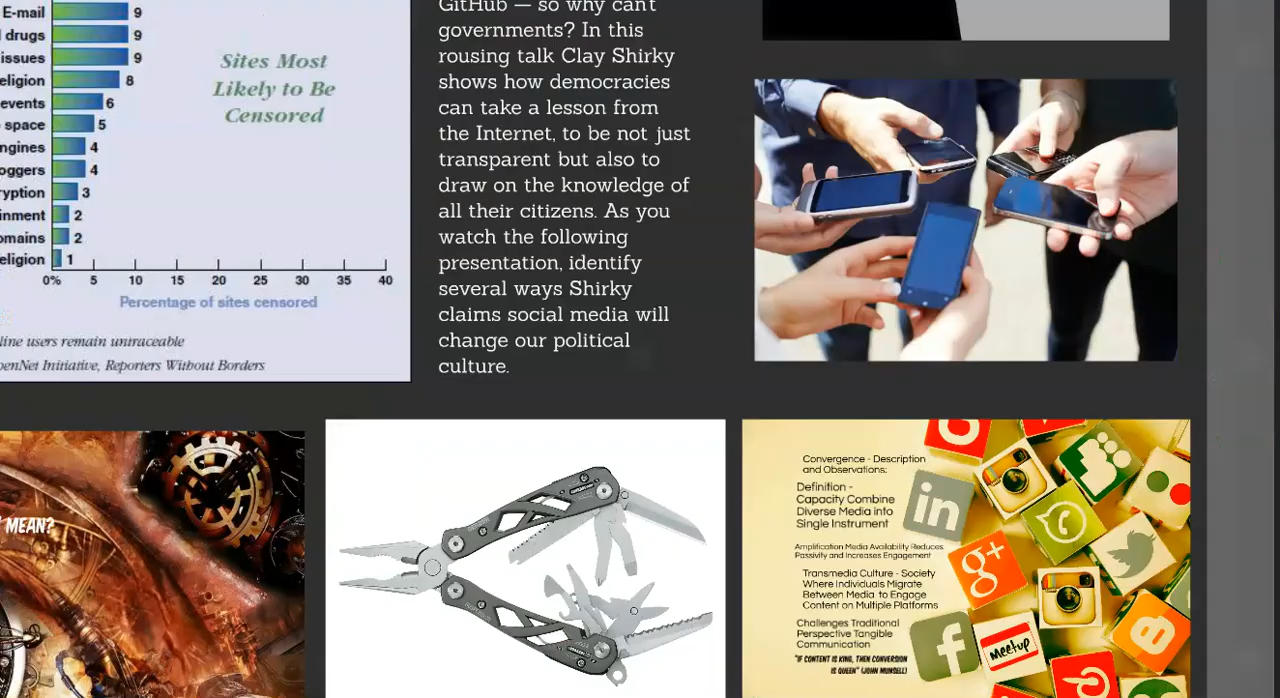 E-mail 9
drugs 9
issues 9
eligion 8
events 6
space 5
ngines 4
oggers 4
ryption 3
inment 2
omains 2
eligion 1
0% 5 10 15 20 25 30 35 40
Percentage of sites censored
Sites Most
Likely to Be
Censored
line users remain untraceable
penNet Initiative, Reporters Without Borders
GitHub — so why can't
governments? In this
rousing talk Clay Shirky
shows how democracies
can take a lesson from
the Internet, to be not just
transparent but also to
draw on the knowledge of
all their citizens. As you
watch the following
presentation, identify
several ways Shirky
claims social media will
change our political
culture.
MEAN?
Convergence - Description
and Observations:
Definition -
Capacity Combine
Diverse Media into
Single Instrument
Amplification Media Availability Reduces
Passivity and Increases Engagement
Transmedia Culture - Society
Where Individuals Migrate
Between Media to Engage
Content on Multiple Platforms
Challenges Traditional
Perspective Tangible
Communication
"IF CONTENT IS KING, THEN CONVERSION
IS QUEEN" (JOHN MUNSELL)
in
g+
f
meetup